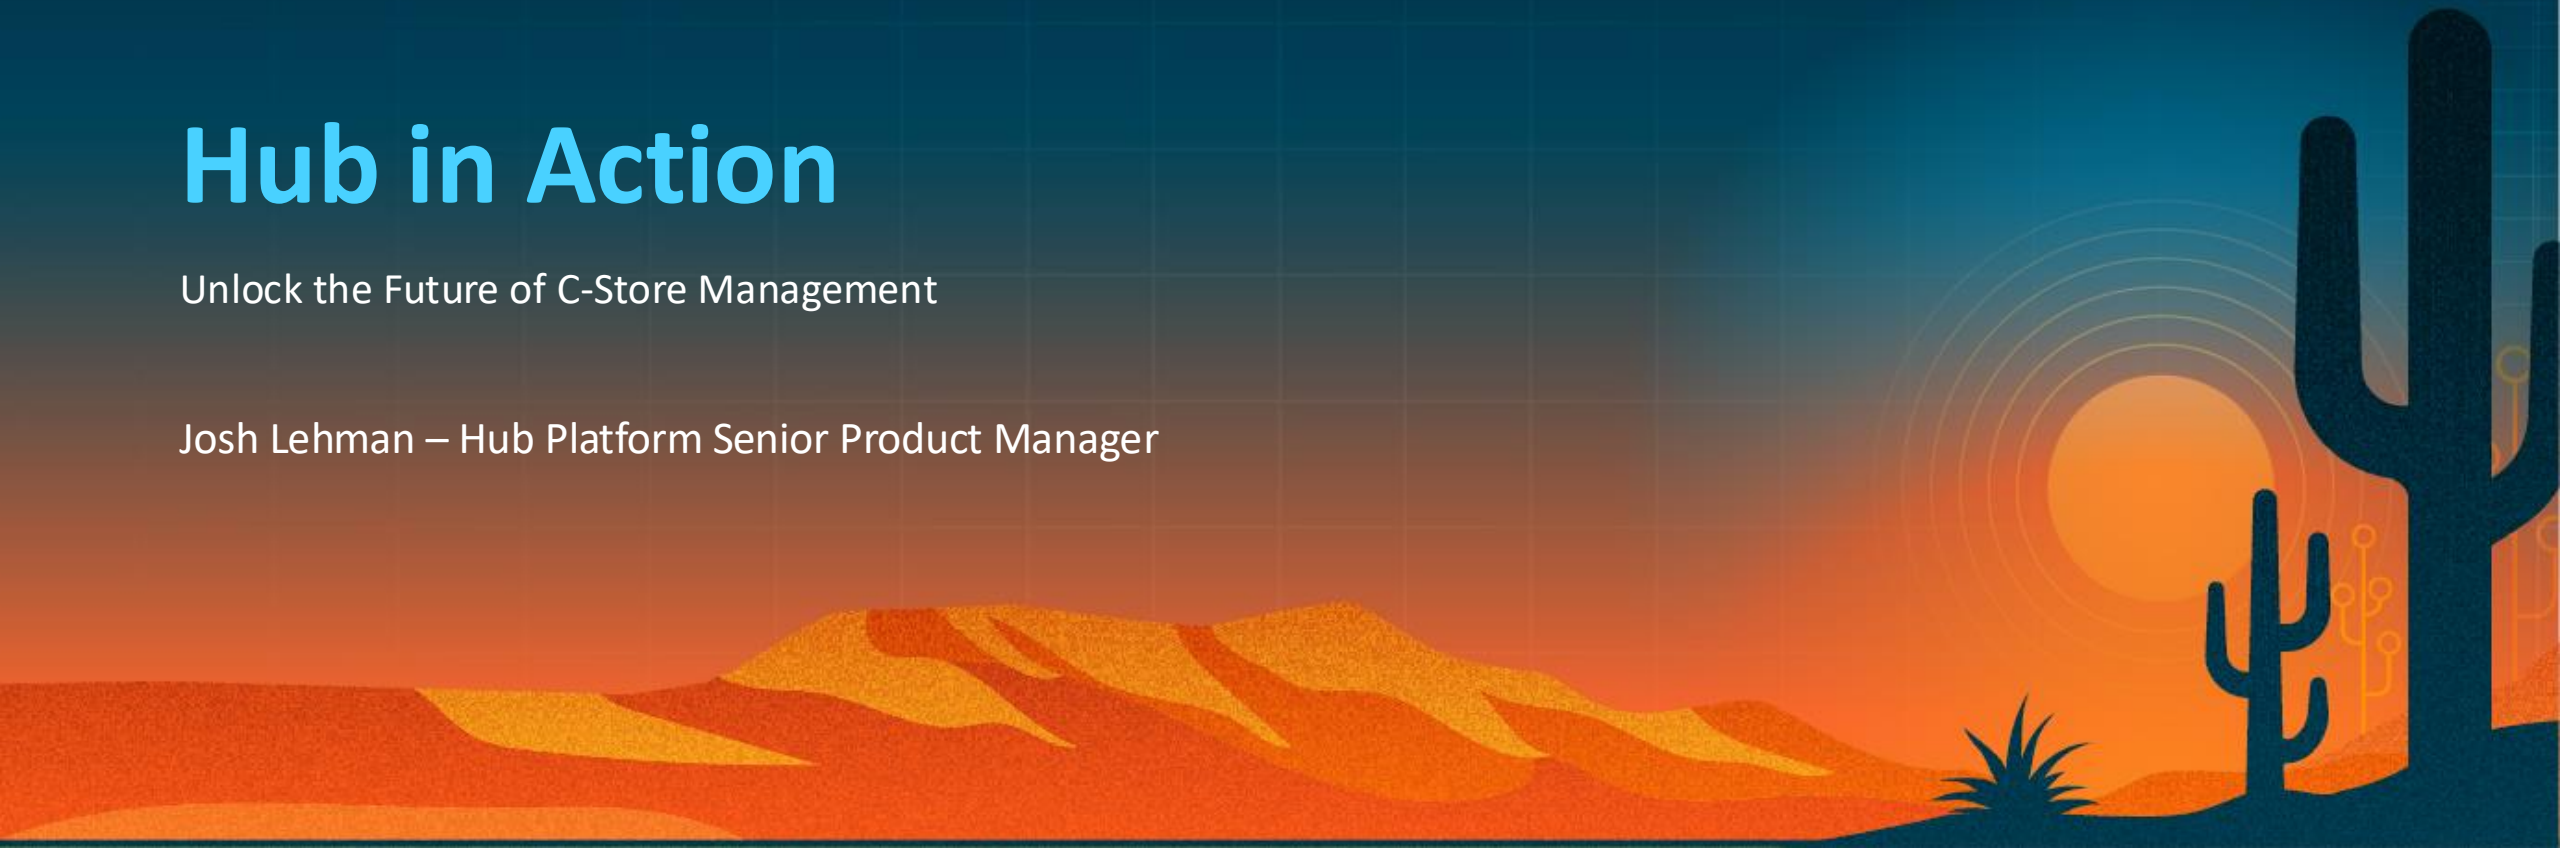 Hub in Action
Unlock the Future of C-Store Management
Josh Lehman – Hub Platform Senior Product Manager